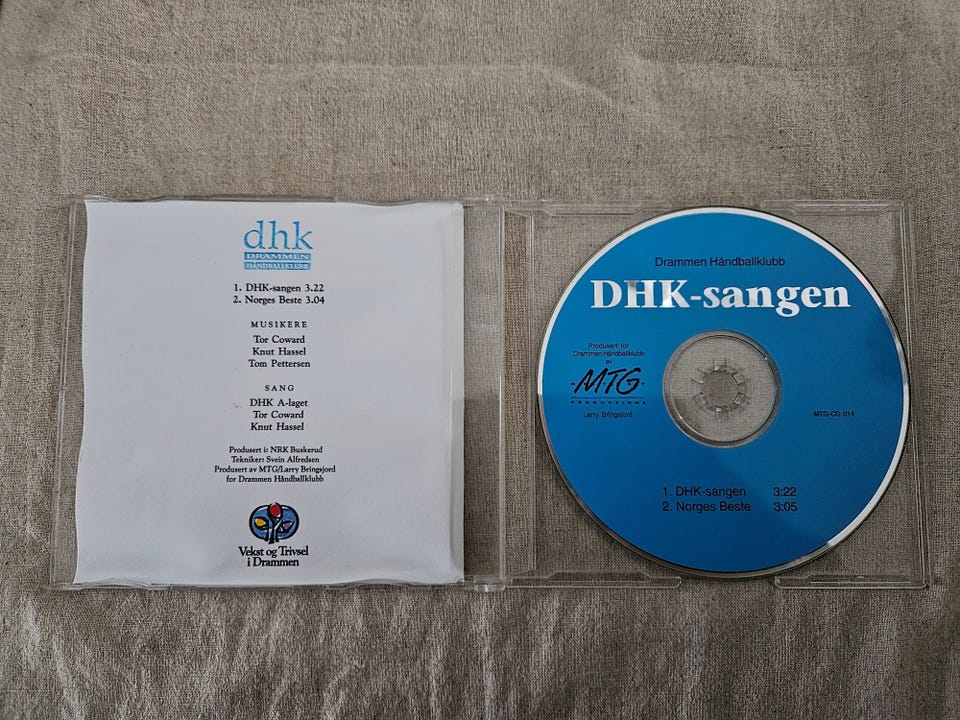 dhk
DRAMMEN
HÅNDBALLKLUBB
1. DHK-sangen 3.22
2. Norges Beste 3.04
MUSIKERE
Tor Coward
Knut Hassel
Tom Pettersen
SANG
DHK A-laget
Tor Coward
Knut Hassel
Produsert i: NRK Buskerud
Tekniker: Svein Alfredsen
Produsert av MTG/Larry Bringsjord
for Drammen Håndballklubb
Vekst og Trivsel
i Drammen
Drammen Håndballklubb
DHK-sangen
Produsert for
Drammen Håndballklubb
av
MTG
PRODUCTIONS
Larry Bringsjord
MTG-CD 014
1. DHK-sangen 3:22
2. Norges Beste 3:05